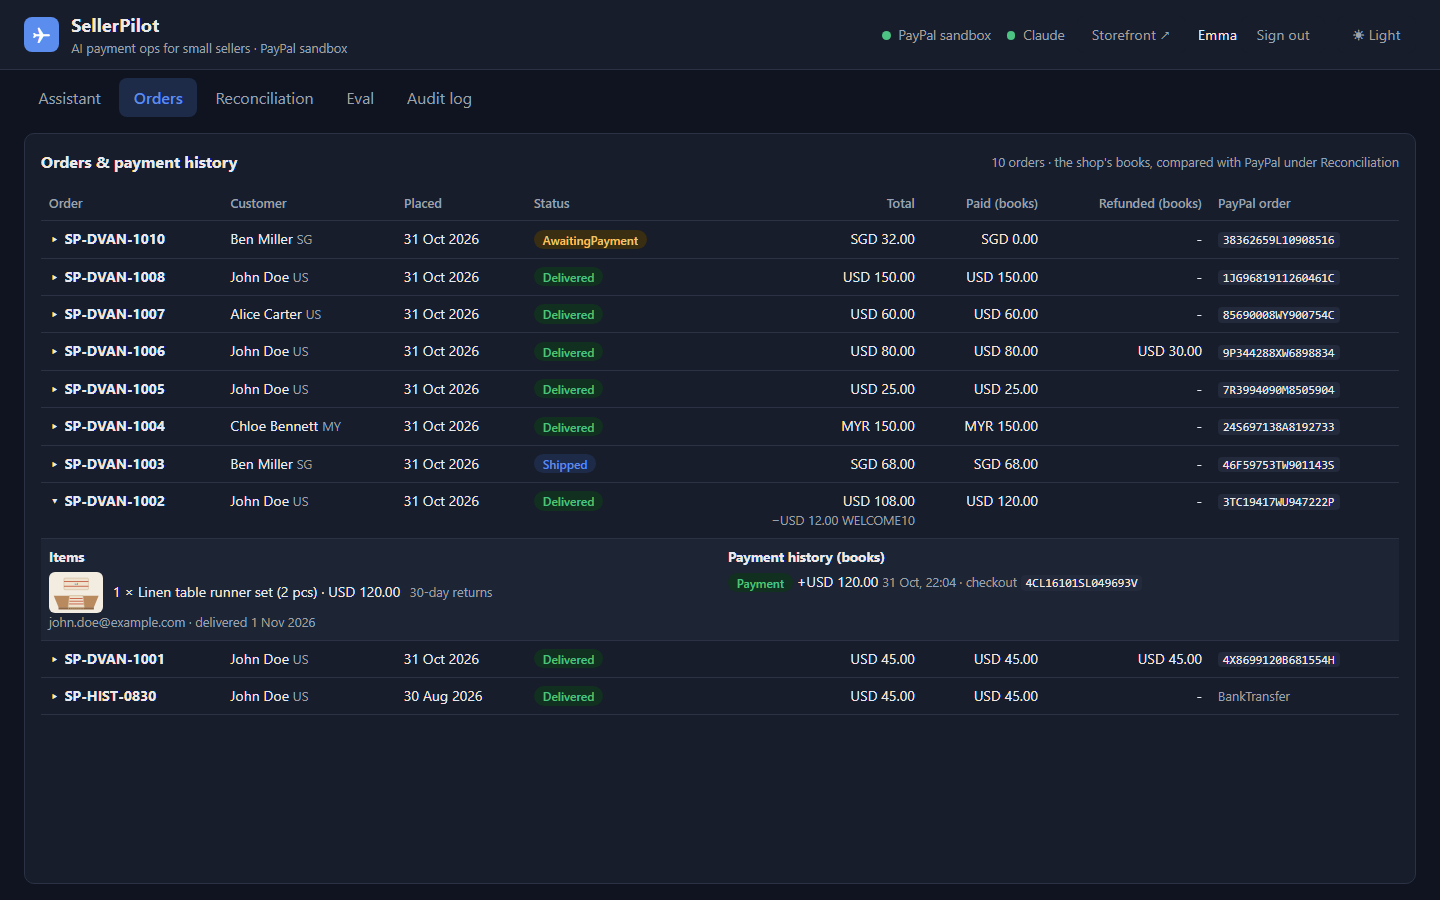 SellerPilot
AI payment ops for small sellers · PayPal sandbox
PayPal sandbox
Claude
Storefront ↗
Emma
Sign out
☀ Light
Assistant
Orders
Reconciliation
Eval
Audit log
Orders & payment history
10 orders · the shop's books, compared with PayPal under Reconciliation
Order Customer Placed Status Total Paid (books) Refunded (books) PayPal order
▸ SP-DVAN-1010 Ben Miller SG 31 Oct 2026 AwaitingPayment SGD 32.00 SGD 0.00 - 38362659L10908516
▸ SP-DVAN-1008 John Doe US 31 Oct 2026 Delivered USD 150.00 USD 150.00 - 1JG9681911260461C
▸ SP-DVAN-1007 Alice Carter US 31 Oct 2026 Delivered USD 60.00 USD 60.00 - 85690008WY900754C
▸ SP-DVAN-1006 John Doe US 31 Oct 2026 Delivered USD 80.00 USD 80.00 USD 30.00 9P344288XW6898834
▸ SP-DVAN-1005 John Doe US 31 Oct 2026 Delivered USD 25.00 USD 25.00 - 7R3994090M8505904
▸ SP-DVAN-1004 Chloe Bennett MY 31 Oct 2026 Delivered MYR 150.00 MYR 150.00 - 24S697138A8192733
▸ SP-DVAN-1003 Ben Miller SG 31 Oct 2026 Shipped SGD 68.00 SGD 68.00 - 46F59753TW901143S
▾ SP-DVAN-1002 John Doe US 31 Oct 2026 Delivered USD 108.00 USD 120.00 - 3TC19417WU947222P
−USD 12.00 WELCOME10
Items
1 × Linen table runner set (2 pcs) · USD 120.00 30-day returns
john.doe@example.com · delivered 1 Nov 2026
Payment history (books)
Payment +USD 120.00 31 Oct, 22:04 · checkout 4CL16101SL049693V
▸ SP-DVAN-1001 John Doe US 31 Oct 2026 Delivered USD 45.00 USD 45.00 USD 45.00 4X8699120B681554H
▸ SP-HIST-0830 John Doe US 30 Aug 2026 Delivered USD 45.00 USD 45.00 - BankTransfer